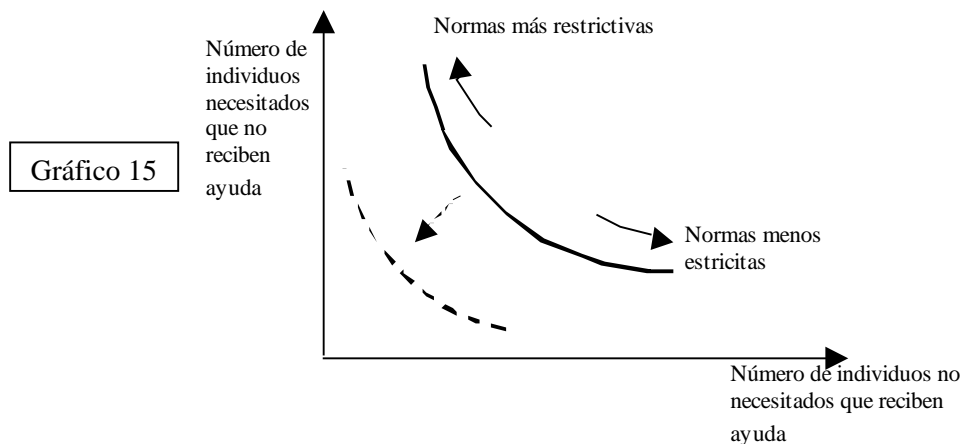 Normas más restrictivas
Número de
individuos
necesitados
que no
reciben
ayuda
Gráfico 15
Normas menos
estricitas
Número de individuos no
necesitados que reciben
ayuda